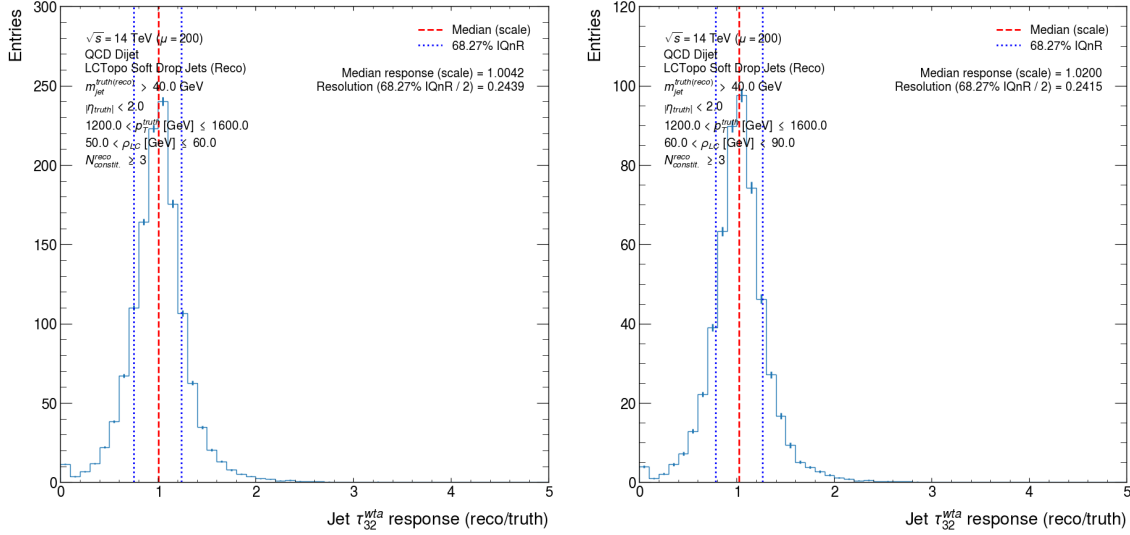 Entries
300
250
200
150
100
50
0
√s = 14 TeV (μ = 200)
QCD Dijet
LCTopo Soft Drop Jets (Reco)
m_jet^truth(reco) > 40.0 GeV
|η_truth| < 2.0
1200.0 < p_T^truth [GeV] ≤ 1600.0
50.0 < ρ_LC [GeV] ≤ 60.0
N_constit.^reco ≥ 3
Median (scale)
68.27% IQnR
Median response (scale) = 1.0042
Resolution (68.27% IQnR / 2) = 0.2439
0 1 2 3 4 5
Jet τ_32^wta response (reco/truth)
Entries
120
100
80
60
40
20
0
√s = 14 TeV (μ = 200)
QCD Dijet
LCTopo Soft Drop Jets (Reco)
m_jet^truth(reco) > 40.0 GeV
|η_truth| < 2.0
1200.0 < p_T^truth [GeV] ≤ 1600.0
60.0 < ρ_LC [GeV] ≤ 90.0
N_constit.^reco ≥ 3
Median (scale)
68.27% IQnR
Median response (scale) = 1.0200
Resolution (68.27% IQnR / 2) = 0.2415
0 1 2 3 4 5
Jet τ_32^wta response (reco/truth)